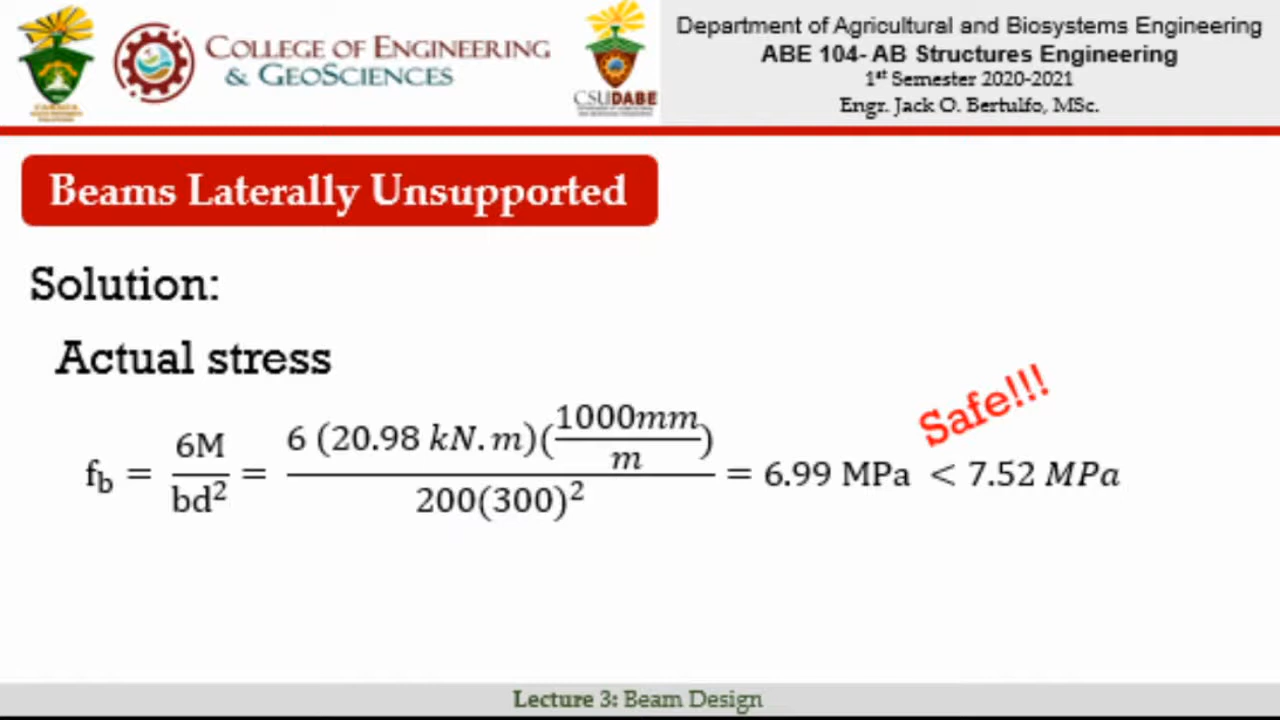 COLLEGE OF ENGINEERING
& GEOSCIENCES
CSUDABE
Department of Agricultural and Biosystems Engineering
ABE 104- AB Structures Engineering
1st Semester 2020-2021
Engr. Jack O. Bertulfo, MSc.
Beams Laterally Unsupported
Solution:
Actual stress
Safe!!!
f_b = 6M/bd² = 6 (20.98 kN.m)(1000mm/m)/200(300)² = 6.99 MPa < 7.52 MPa
Lecture 3: Beam Design